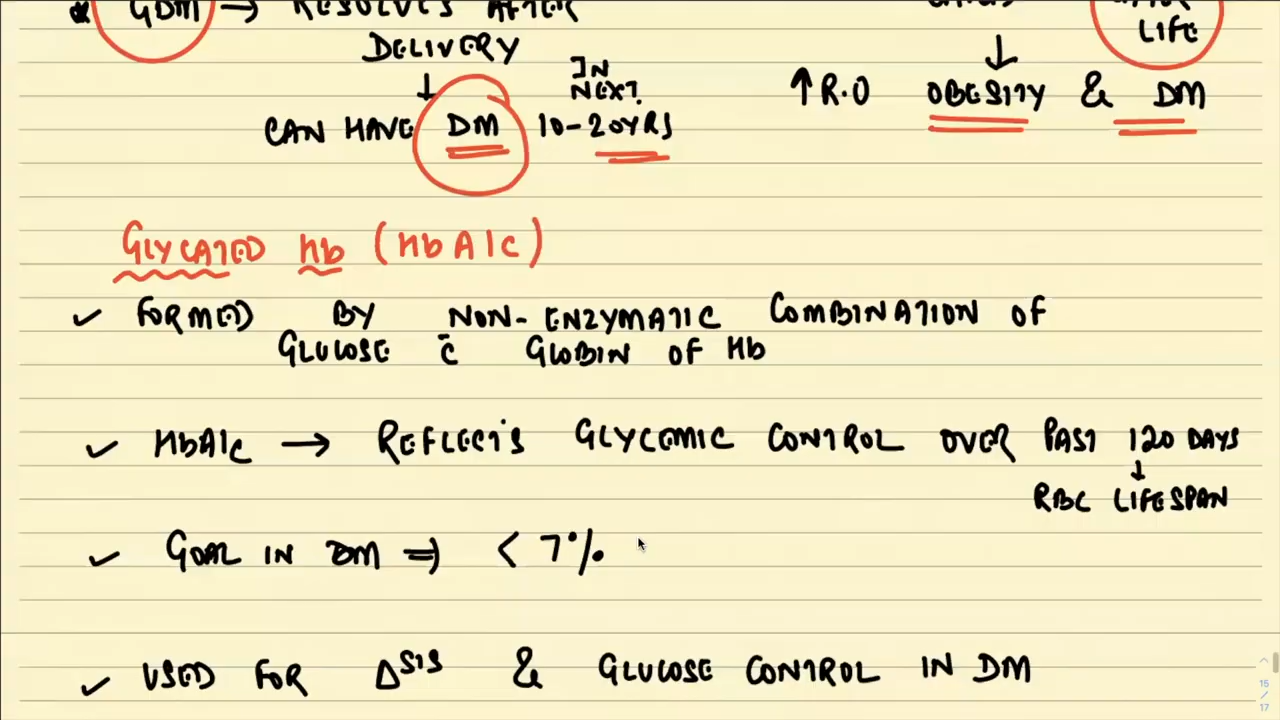 * GDM → RESOLVES AFTER
DELIVERY
↓
CAN HAVE DM IN NEXT 10-20YRS
LIFE
↓
↑ R.O OBESITY & DM
GLYCATED Hb (HbA1c)
✓ FORMED BY NON-ENZYMATIC COMBINATION OF
GLUCOSE c̄ GLOBIN OF Hb
✓ HbA1c → REFLECTS GLYCEMIC CONTROL OVER PAST 120 DAYS
↓
RBC LIFESPAN
✓ GOAL IN DM ⇒ < 7%
✓ USED FOR ΔSIS & GLUCOSE CONTROL IN DM
15
/
17